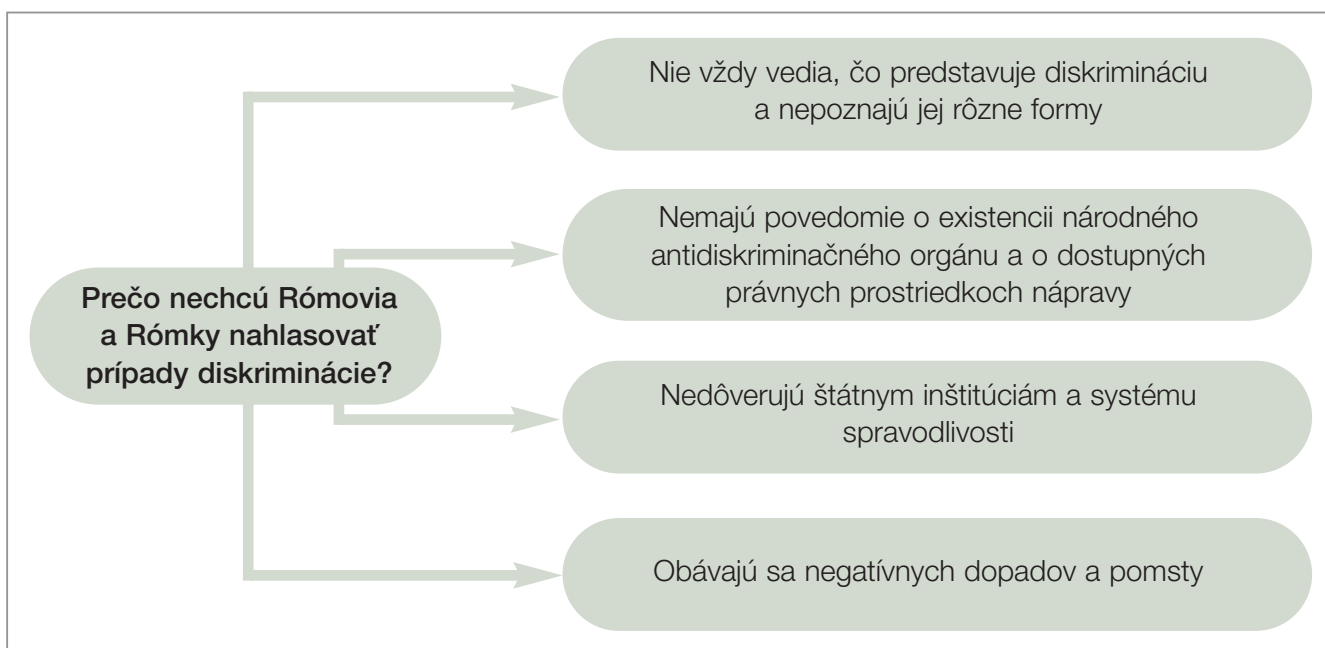 Prečo nechcú Rómovia
a Rómky nahlasovať
prípady diskriminácie?
Nie vždy vedia, čo predstavuje diskrimináciu
a nepoznajú jej rôzne formy
Nemajú povedomie o existencii národného
antidiskriminačného orgánu a o dostupných
právnych prostriedkoch nápravy
Nedôverujú štátnym inštitúciám a systému
spravodlivosti
Obávajú sa negatívnych dopadov a pomsty